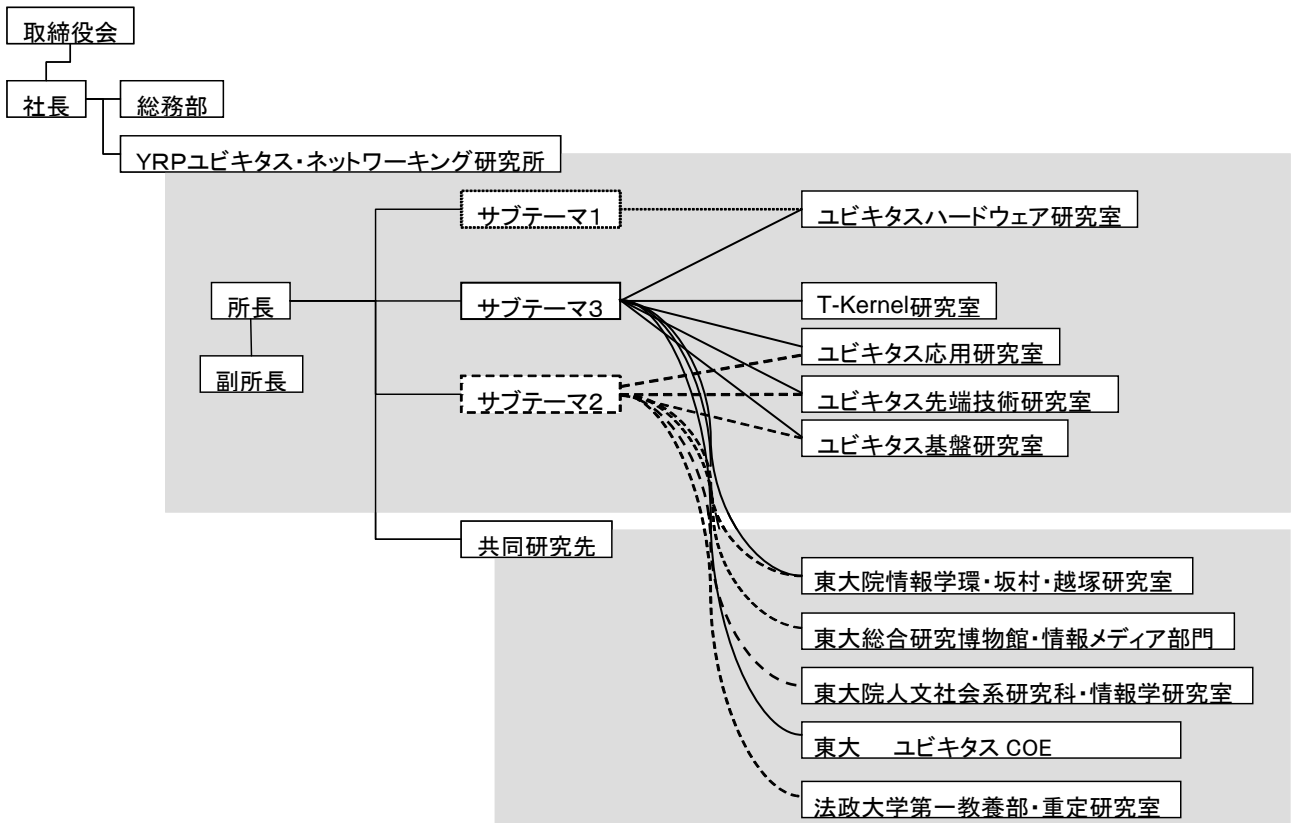 取締役会
社長
総務部
YRPユビキタス・ネットワーキング研究所
サブテーマ1
ユビキタスハードウェア研究室
所長
サブテーマ3
T-Kernel研究室
ユビキタス応用研究室
副所長
サブテーマ2
ユビキタス先端技術研究室
ユビキタス基盤研究室
共同研究先
東大院情報学環・坂村・越塚研究室
東大総合研究博物館・情報メディア部門
東大院人文社会系研究科・情報学研究室
東大　ユビキタス COE
法政大学第一教養部・重定研究室